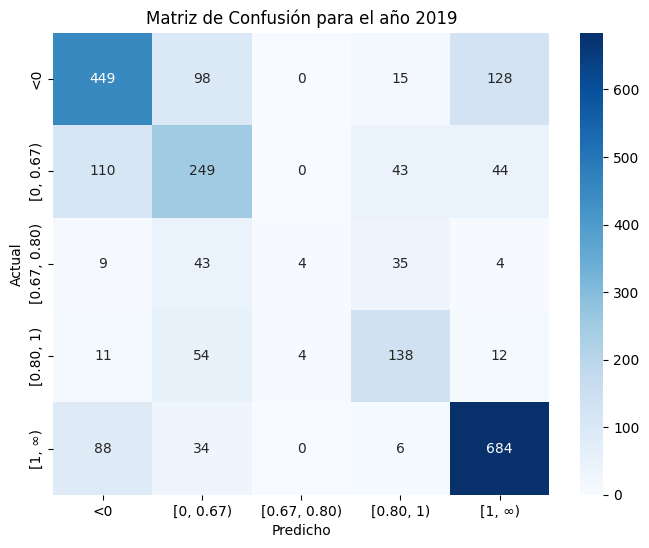 Matriz de Confusión para el año 2019
Actual
<0
449 98 0 15 128
[0, 0.67)
110 249 0 43 44
[0.67, 0.80)
9 43 4 35 4
[0.80, 1)
11 54 4 138 12
[1, ∞)
88 34 0 6 684
<0 [0, 0.67) [0.67, 0.80) [0.80, 1) [1, ∞)
Predicho
600
500
400
300
200
100
0